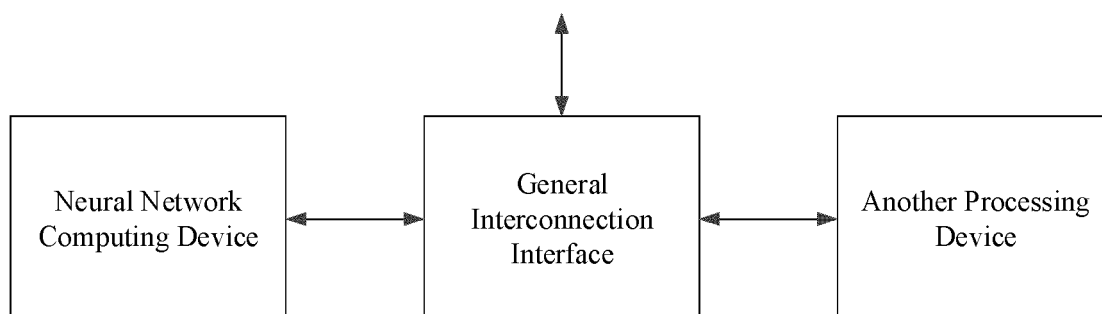 Neural Network
Computing Device
General
Interconnection
Interface
Another Processing
Device